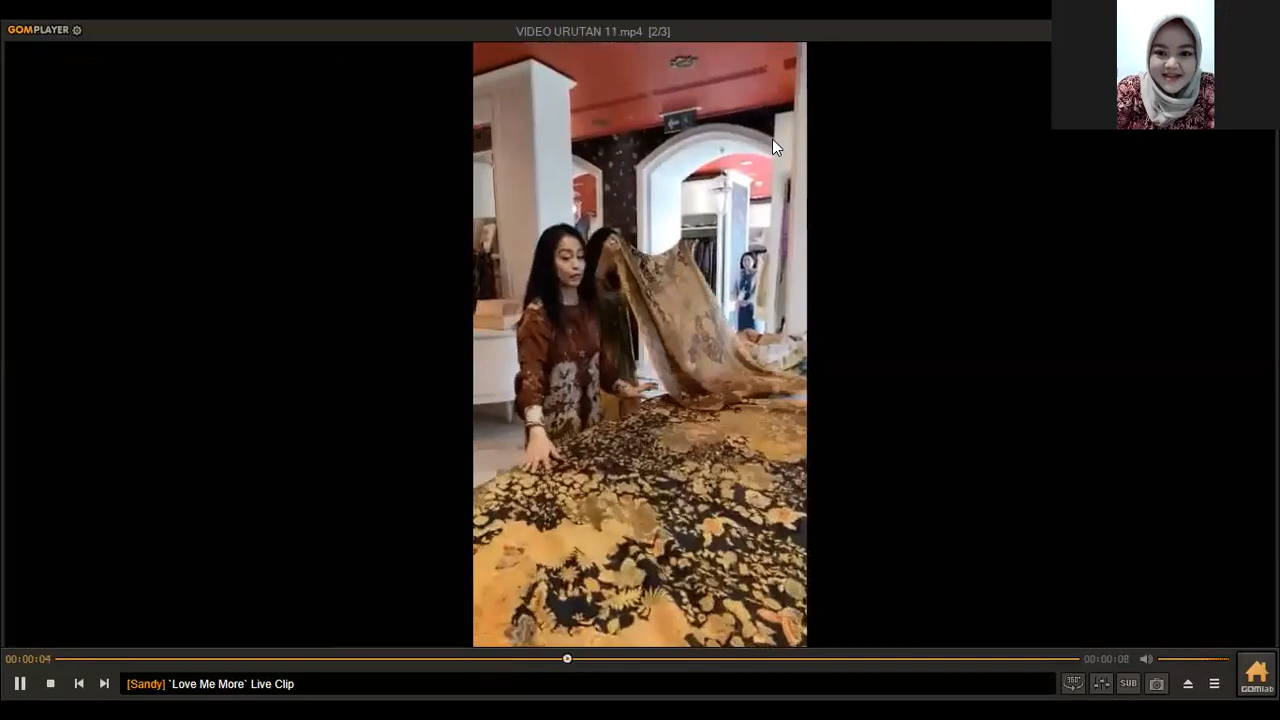 GOMPLAYER
VIDEO URUTAN 11.mp4 [2/3]
00:00:04
00:00:08
[Sandy] `Love Me More` Live Clip
360°
SUB
GOMlab